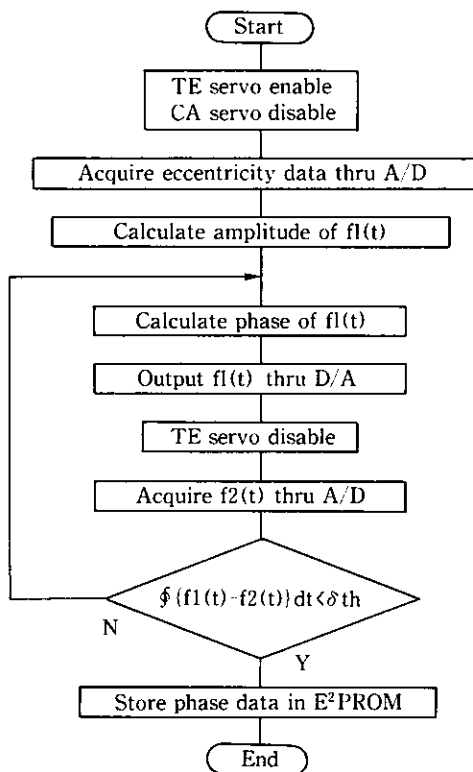 Start
TE servo enable
CA servo disable
Acquire eccentricity data thru A/D
Calculate amplitude of f1(t)
Calculate phase of f1(t)
Output f1(t) thru D/A
TE servo disable
Acquire f2(t) thru A/D
∮{f1(t)-f2(t)}dt<δth
N
Y
Store phase data in E²PROM
End